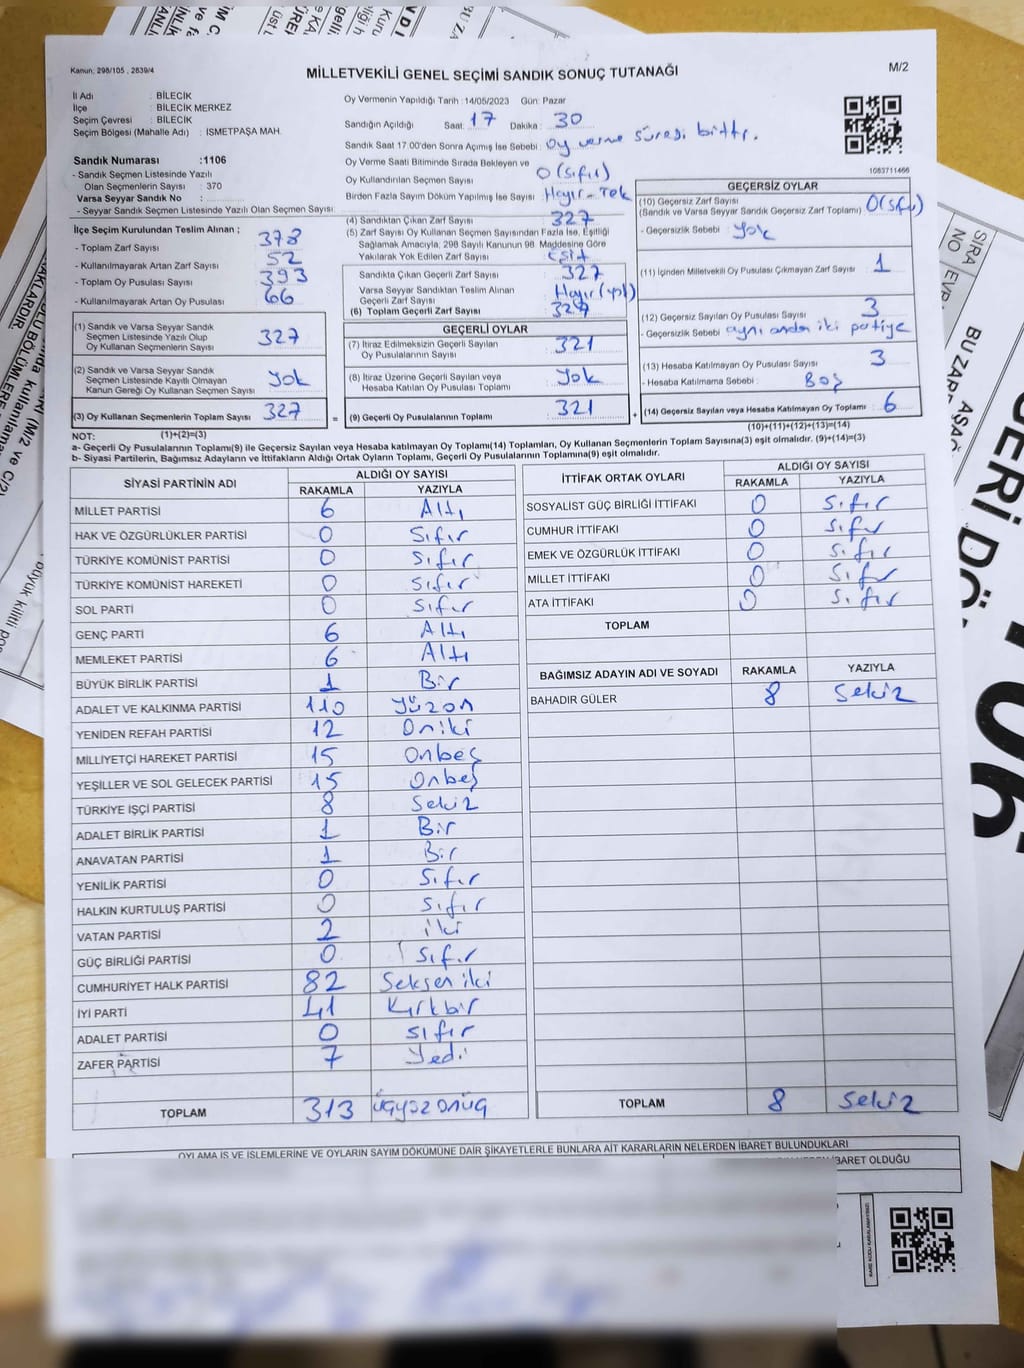 Kanun: 298/105 , 2839/4
MİLLETVEKİLİ GENEL SEÇİMİ SANDIK SONUÇ TUTANAĞI
M/2
İl Adı : BİLECİK
İlçe : BİLECİK MERKEZ
Seçim Çevresi : BİLECİK
Seçim Bölgesi (Mahalle Adı) : İSMETPAŞA MAH.
Sandık Numarası :1106
- Sandık Seçmen Listesinde Yazılı
Olan Seçmenlerin Sayısı : 370
Varsa Seyyar Sandık No :
- Seyyar Sandık Seçmen Listesinde Yazılı Olan Seçmen Sayısı :
Oy Vermenin Yapıldığı Tarih :14/05/2023 Gün: Pazar
Sandığın Açıldığı Saat: 17 Dakika : 30
Sandık Saat 17.00'den Sonra Açımış İse Sebebi : oy verme süresi bitti.
Oy Verme Saati Bitiminde Sırada Bekleyen ve
Oy Kullandırılan Seçmen Sayısı 0 (sıfır)
Birden Fazla Sayım Döküm Yapılmış İse Sayısı : Hayır - Tek
1083711466
İlçe Seçim Kurulundan Teslim Alınan ;
- Toplam Zarf Sayısı 378
- Kullanılmayarak Artan Zarf Sayısı 52
- Toplam Oy Pusulası Sayısı 393
- Kullanılmayarak Artan Oy Pusulası 66
(1) Sandık ve Varsa Seyyar Sandık
Seçmen Listesinde Yazılı Olup
Oy Kullanan Seçmenlerin Sayısı 327
(2) Sandık ve Varsa Seyyar Sandık
Seçmen Listesinde Kayıtlı Olmayan
Kanun Gereği Oy Kullanan Seçmen Sayısı Yok
(3) Oy Kullanan Seçmenlerin Toplam Sayısı 327
(1)+(2)=(3)
(4) Sandıktan Çıkan Zarf Sayısı 327
(5) Zarf Sayısı Oy Kullanan Seçmen Sayısından Fazla İse, Eşitliği
Sağlamak Amacıyla, 298 Sayılı Kanunun 98. Maddesine Göre
Yakılarak Yok Edilen Zarf Sayısı : eşit
Sandıkta Çıkan Geçerli Zarf Sayısı : 327
Varsa Seyyar Sandıktan Teslim Alınan
Geçerli Zarf Sayısı Hayır (yok)
(6) Toplam Geçerli Zarf Sayısı 327
GEÇERLİ OYLAR
(7) İtiraz Edilmeksizin Geçerli Sayılan
Oy Pusulalarının Sayısı 321
(8) İtiraz Üzerine Geçerli Sayılan veya
Hesaba Katılan Oy Pusulası Toplamı Yok
= (9) Geçerli Oy Pusulalarının Toplamı : 321 +
GEÇERSİZ OYLAR
(10) Geçersiz Zarf Sayısı
(Sandık ve Varsa Seyyar Sandık Geçersiz Zarf Toplamı) 0(sıfır)
- Geçersizlik Sebebi : yok
(11) İçinden Milletvekili Oy Pusulası Çıkmayan Zarf Sayısı 1
(12) Geçersiz Sayılan Oy Pusulası Sayısı : 3
- Geçersizlik Sebebi aynı anda iki partiye
(13) Hesaba Katılmayan Oy Pusulası Sayısı 3
- Hesaba Katılmama Sebebi : Boş
(14) Geçersiz Sayılan veya Hesaba Katılmayan Oy Toplamı : 6
(10)+(11)+(12)+(13)=(14)
NOT:
a- Geçerli Oy Pusulalarının Toplamı(9) ile Geçersiz Sayılan veya Hesaba katılmayan Oy Toplamı(14) Toplamları, Oy Kullanan Seçmenlerin Toplam Sayısına(3) eşit olmalıdır. (9)+(14)=(3)
b- Siyasi Partilerin, Bağımsız Adayların ve İttifakların Aldığı Ortak Oyların Toplamı, Geçerli Oy Pusulalarının Toplamına(9) eşit olmalıdır.
SİYASİ PARTİNİN ADI ALDIĞI OY SAYISI
RAKAMLA YAZIYLA
MİLLET PARTİSİ 6 Altı
HAK VE ÖZGÜRLÜKLER PARTİSİ 0 Sıfır
TÜRKİYE KOMÜNİST PARTİSİ 0 Sıfır
TÜRKİYE KOMÜNİST HAREKETİ 0 Sıfır
SOL PARTİ 0 Sıfır
GENÇ PARTİ 6 Altı
MEMLEKET PARTİSİ 6 Altı
BÜYÜK BİRLİK PARTİSİ 1 Bir
ADALET VE KALKINMA PARTİSİ 110 Yüzon
YENİDEN REFAH PARTİSİ 12 Oniki
MİLLİYETÇİ HAREKET PARTİSİ 15 Onbeş
YEŞİLLER VE SOL GELECEK PARTİSİ 15 Onbeş
TÜRKİYE İŞÇİ PARTİSİ 8 Sekiz
ADALET BİRLİK PARTİSİ 1 Bir
ANAVATAN PARTİSİ 1 Bir
YENİLİK PARTİSİ 0 Sıfır
HALKIN KURTULUŞ PARTİSİ 0 Sıfır
VATAN PARTİSİ 2 iki
GÜÇ BİRLİĞİ PARTİSİ 0 Sıfır
CUMHURİYET HALK PARTİSİ 82 Seksen iki
İYİ PARTİ 41 Kırkbir
ADALET PARTİSİ 0 sıfır
ZAFER PARTİSİ 7 Yedi
TOPLAM 313 üçyüzonüç
İTTİFAK ORTAK OYLARI ALDIĞI OY SAYISI
RAKAMLA YAZIYLA
SOSYALİST GÜÇ BİRLİĞİ İTTİFAKI 0 Sıfır
CUMHUR İTTİFAKI 0 Sıfır
EMEK VE ÖZGÜRLÜK İTTİFAKI 0 Sıfır
MİLLET İTTİFAKI 0 Sıfır
ATA İTTİFAKI 0 Sıfır
TOPLAM
BAĞIMSIZ ADAYIN ADI VE SOYADI RAKAMLA YAZIYLA
BAHADIR GÜLER 8 Sekiz
TOPLAM 8 Sekiz
OYLAMA İŞ VE İŞLEMLERİNE VE OYLARIN SAYIM DÖKÜMÜNE DAİR ŞİKAYETLERLE BUNLARA AİT KARARLARIN NELERDEN İBARET BULUNDUKLARI
İBARET OLDUĞU
SIRA NO
BU ZARF
AŞAĞ
GERİ DÖ